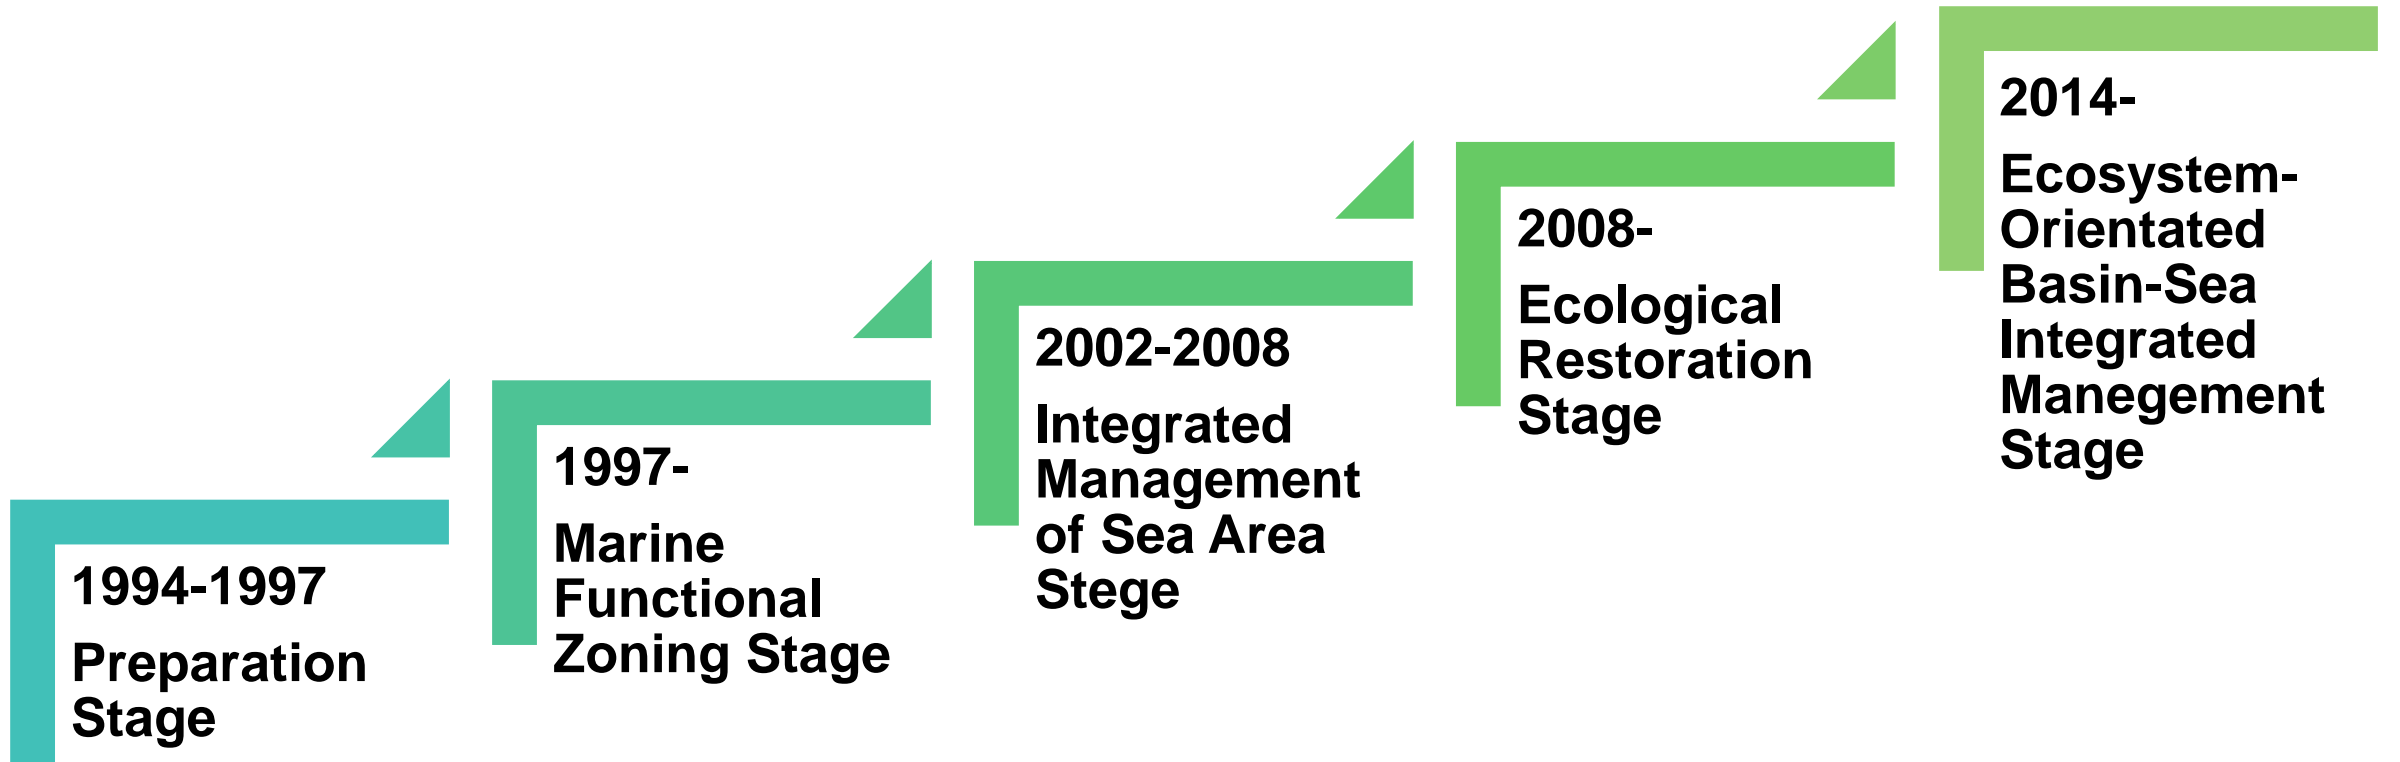 1994-1997
Preparation
Stage
1997-
Marine
Functional
Zoning Stage
2002-2008
Integrated
Management
of Sea Area
Stege
2008-
Ecological
Restoration
Stage
2014-
Ecosystem-
Orientated
Basin-Sea
Integrated
Manegement
Stage